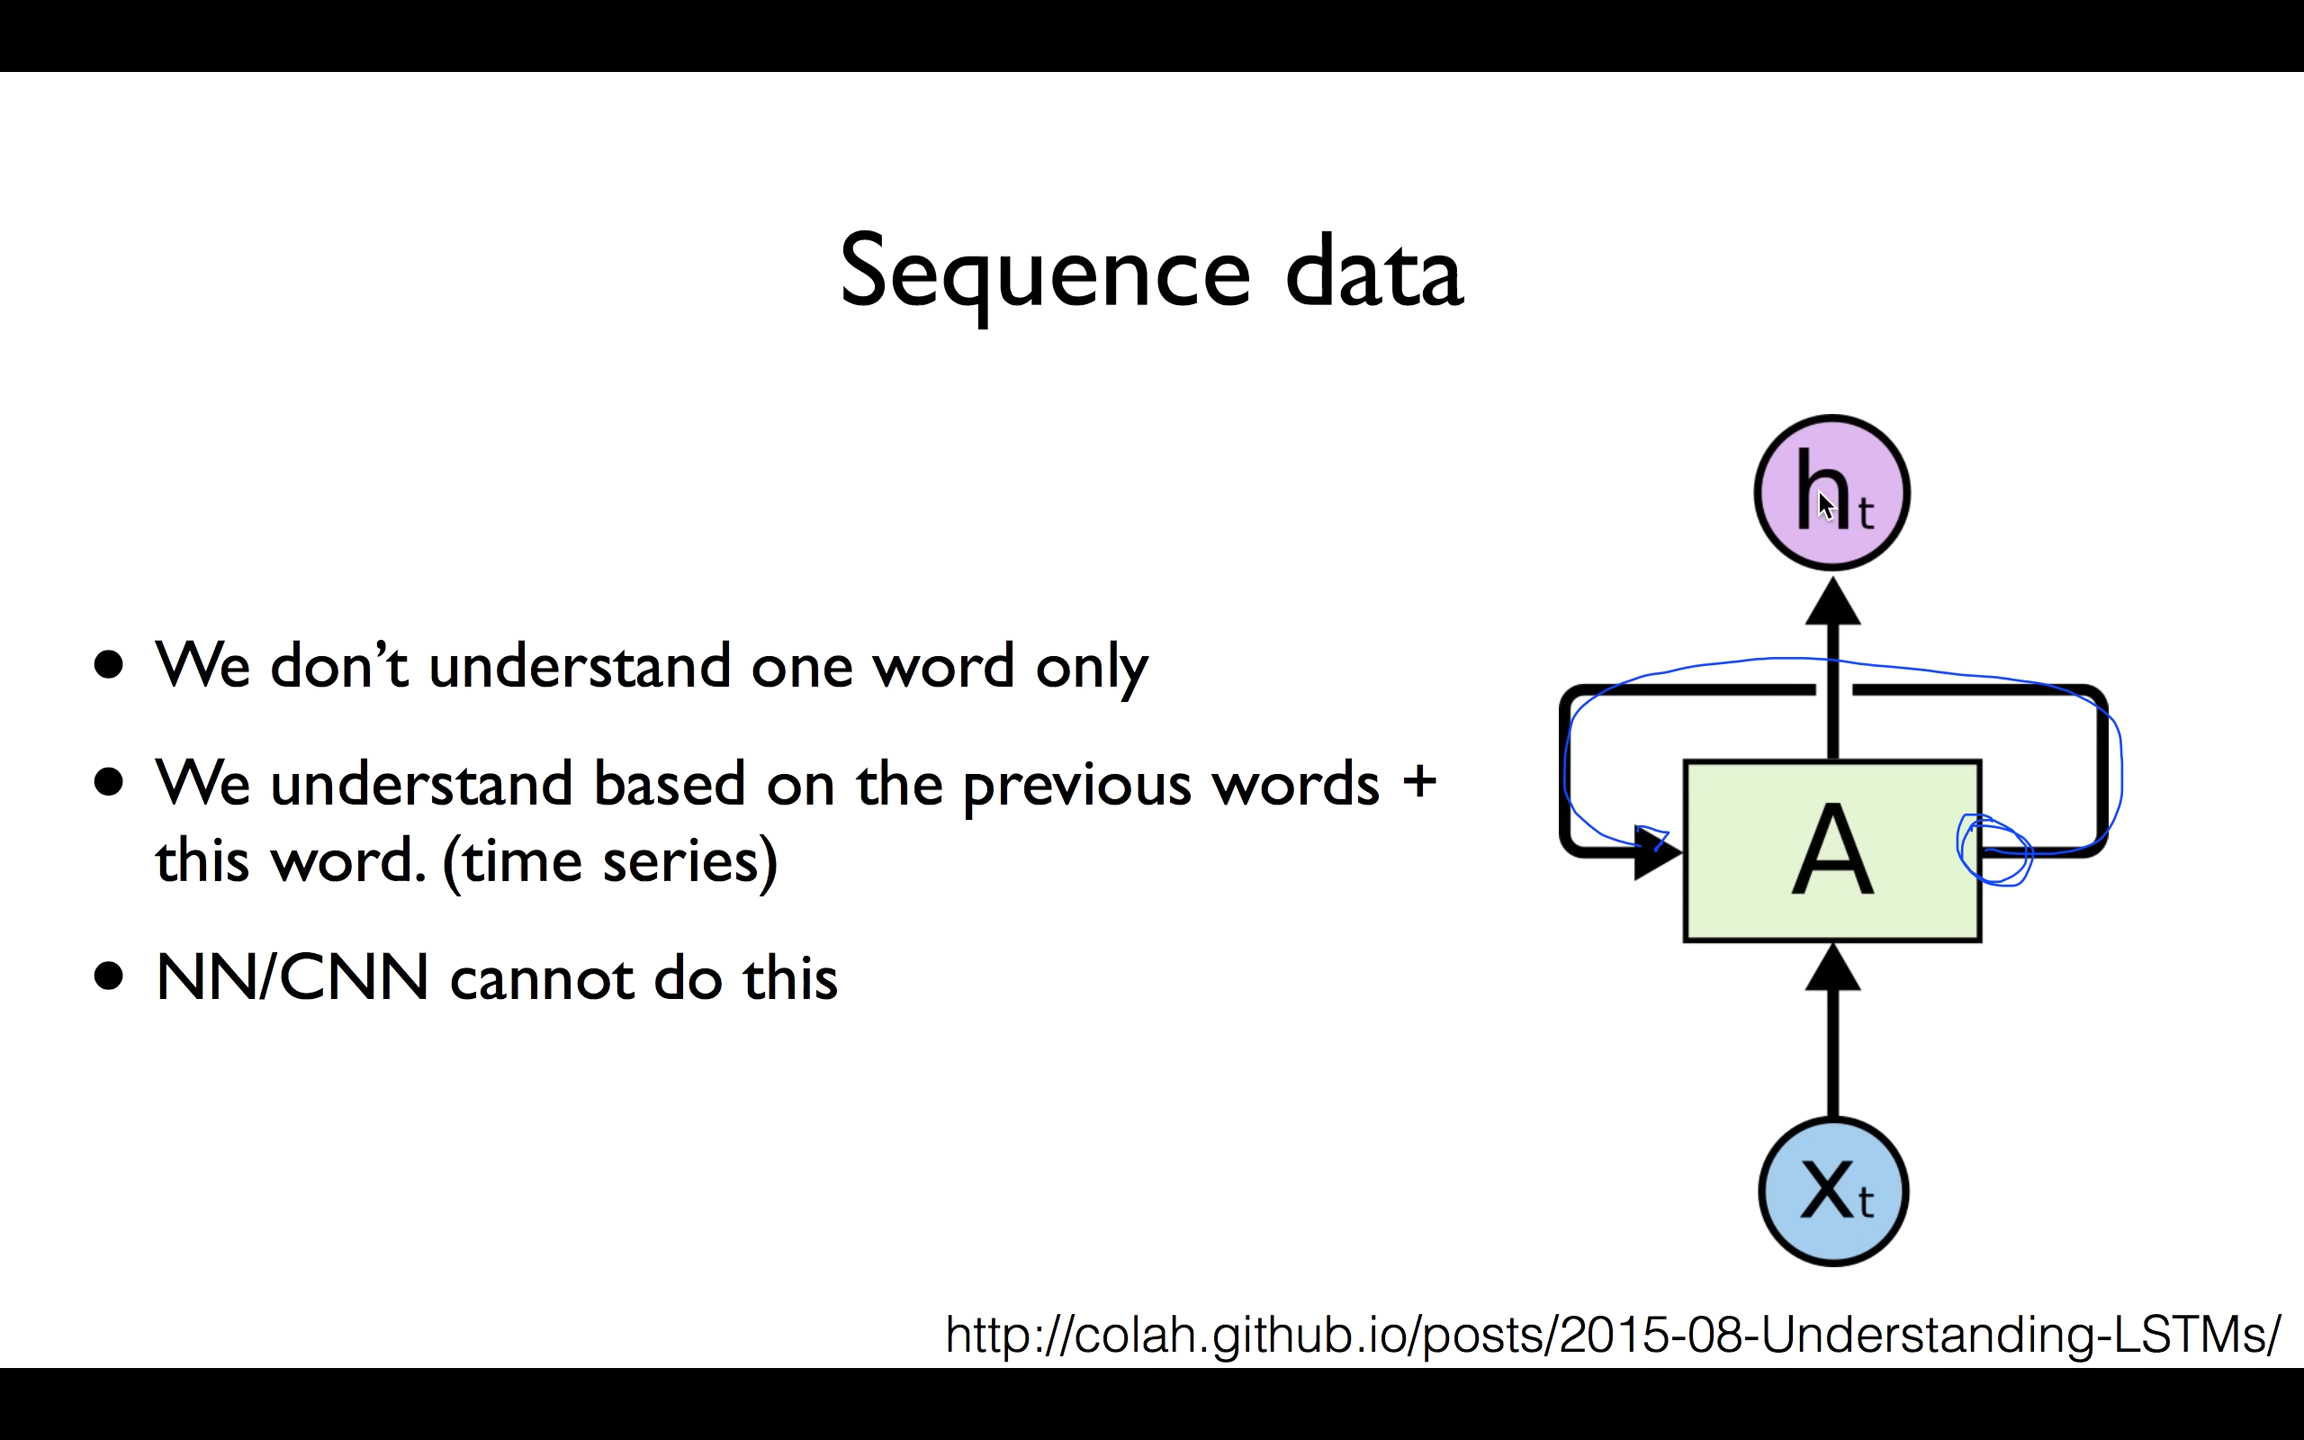 Sequence data
• We don’t understand one word only
• We understand based on the previous words +
this word. (time series)
• NN/CNN cannot do this
ht
A
xt
http://colah.github.io/posts/2015-08-Understanding-LSTMs/